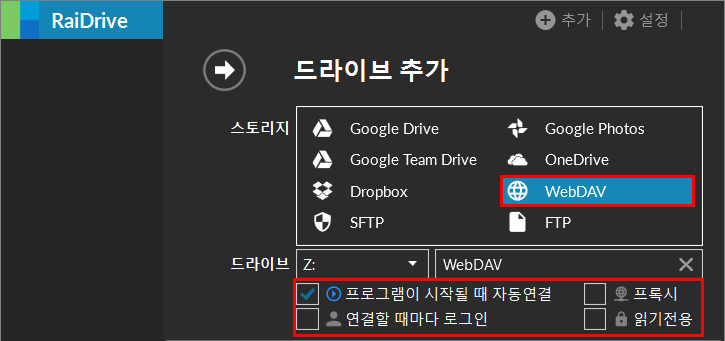 RaiDrive
추가 설정
드라이브 추가
스토리지
Google Drive Google Photos
Google Team Drive OneDrive
Dropbox WebDAV
SFTP FTP
드라이브 Z: WebDAV
프로그램이 시작될 때 자동연결 프록시
연결할 때마다 로그인 읽기전용